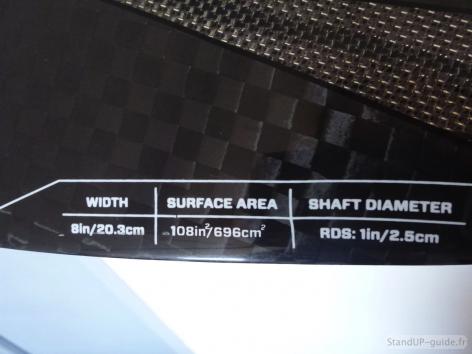 WIDTH SURFACE AREA SHAFT DIAMETER
8in/20.3cm 108in²/696cm² RDS: 1in/2.5cm
StandUP-guide.fr